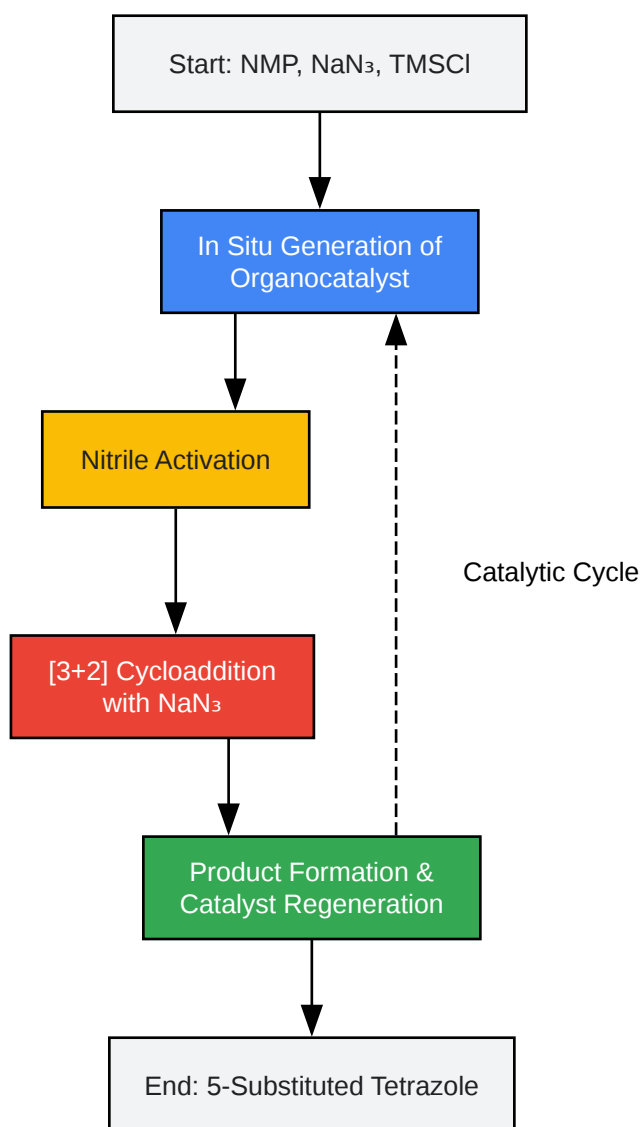 Start: NMP, NaN₃, TMSCl
In Situ Generation of
Organocatalyst
Nitrile Activation
Catalytic Cycle
[3+2] Cycloaddition
with NaN₃
Product Formation &
Catalyst Regeneration
End: 5-Substituted Tetrazole